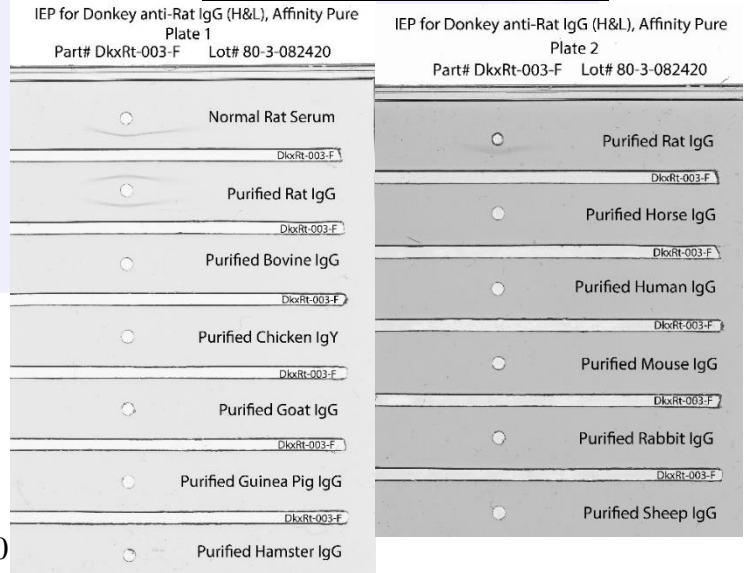 IEP for Donkey anti-Rat IgG (H&L), Affinity Pure
Plate 1
Part# DkxRt-003-F Lot# 80-3-082420
Normal Rat Serum
DkxRt-003-F
Purified Rat IgG
DkxRt-003-F
Purified Bovine IgG
DkxRt-003-F
Purified Chicken IgY
DkxRt-003-F
Purified Goat IgG
DkxRt-003-F
Purified Guinea Pig IgG
DkxRt-003-F
Purified Hamster IgG
IEP for Donkey anti-Rat IgG (H&L), Affinity Pure
Plate 2
Part# DkxRt-003-F Lot# 80-3-082420
Purified Rat IgG
DkxRt-003-F
Purified Horse IgG
DkxRt-003-F
Purified Human IgG
DkxRt-003-F
Purified Mouse IgG
DkxRt-003-F
Purified Rabbit IgG
DkxRt-003-F
Purified Sheep IgG